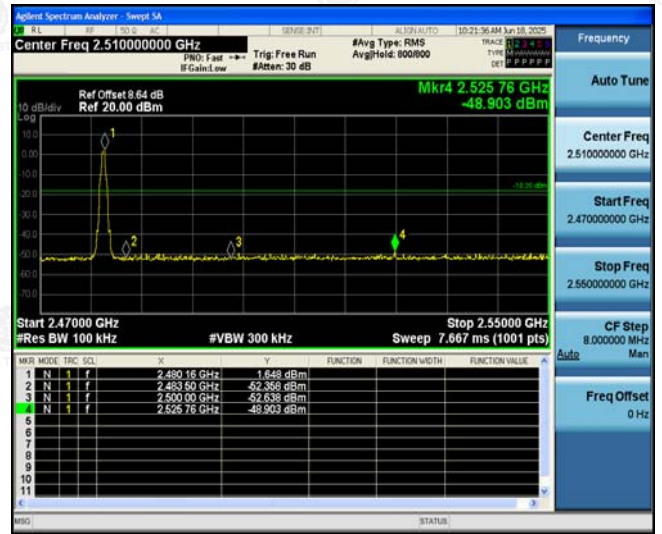 Agilent Spectrum Analyzer - Swept SA
RL RF 50 Ω AC SENSE:INT ALIGN AUTO 10:21:36 AM Jun 18, 2025
Center Freq 2.510000000 GHz
PNO: Fast
IFGain:Low
Trig: Free Run
#Atten: 30 dB
#Avg Type: RMS
Avg|Hold: 800/800
TRACE 1 2 3 4 5 6
TYPE
DET P P P P P P
Mkr4 2.525 76 GHz
-48.903 dBm
Ref Offset 8.64 dB
Ref 20.00 dBm
10 dB/div
Log
10.0
0.00
-10.0
-20.0
-30.0
-40.0
-50.0
-60.0
-70.0
1
2
3
4
Start 2.47000 GHz
Stop 2.55000 GHz
#Res BW 100 kHz #VBW 300 kHz Sweep 7.667 ms (1001 pts)
MKR MODE TRC SCL X Y FUNCTION FUNCTION WIDTH FUNCTION VALUE
1 N 1 f 2.480 16 GHz 1.648 dBm
2 N 1 f 2.483 50 GHz -52.358 dBm
3 N 1 f 2.500 00 GHz -52.638 dBm
4 N 1 f 2.525 76 GHz -48.903 dBm
5
6
7
8
9
10
11
MSG STATUS
Frequency
Auto Tune
Center Freq
2.510000000 GHz
Start Freq
2.470000000 GHz
Stop Freq
2.550000000 GHz
CF Step
8.000000 MHz
Auto Man
Freq Offset
0 Hz